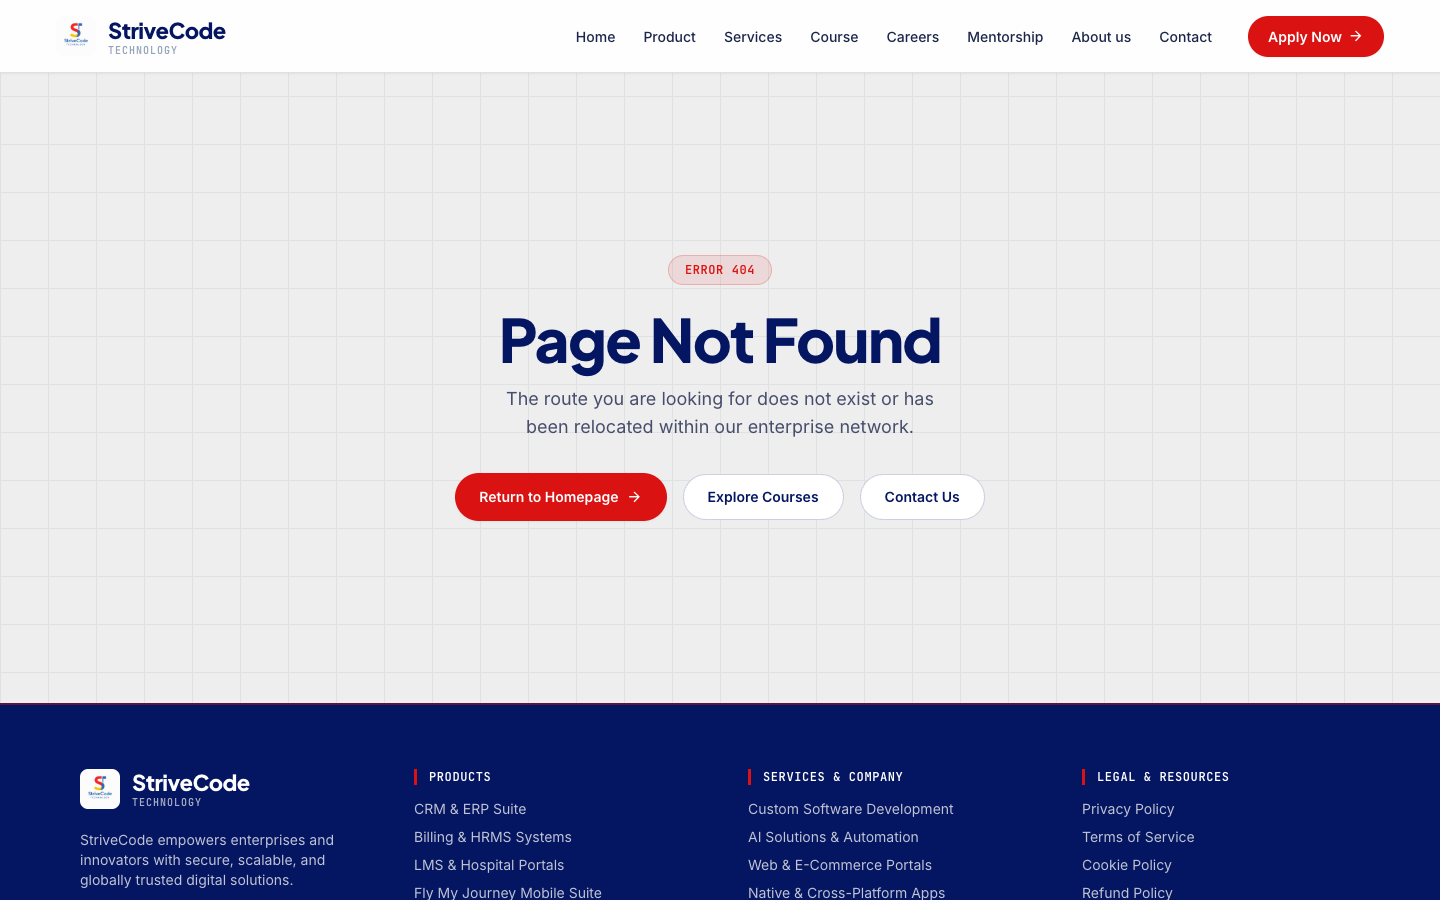 StriveCode
TECHNOLOGY
Home Product Services Course Careers Mentorship About us Contact Apply Now →
ERROR 404
Page Not Found
The route you are looking for does not exist or has
been relocated within our enterprise network.
Return to Homepage → Explore Courses Contact Us
StriveCode
TECHNOLOGY
StriveCode empowers enterprises and
innovators with secure, scalable, and
globally trusted digital solutions.
PRODUCTS
CRM & ERP Suite
Billing & HRMS Systems
LMS & Hospital Portals
Fly My Journey Mobile Suite
SERVICES & COMPANY
Custom Software Development
AI Solutions & Automation
Web & E-Commerce Portals
Native & Cross-Platform Apps
LEGAL & RESOURCES
Privacy Policy
Terms of Service
Cookie Policy
Refund Policy